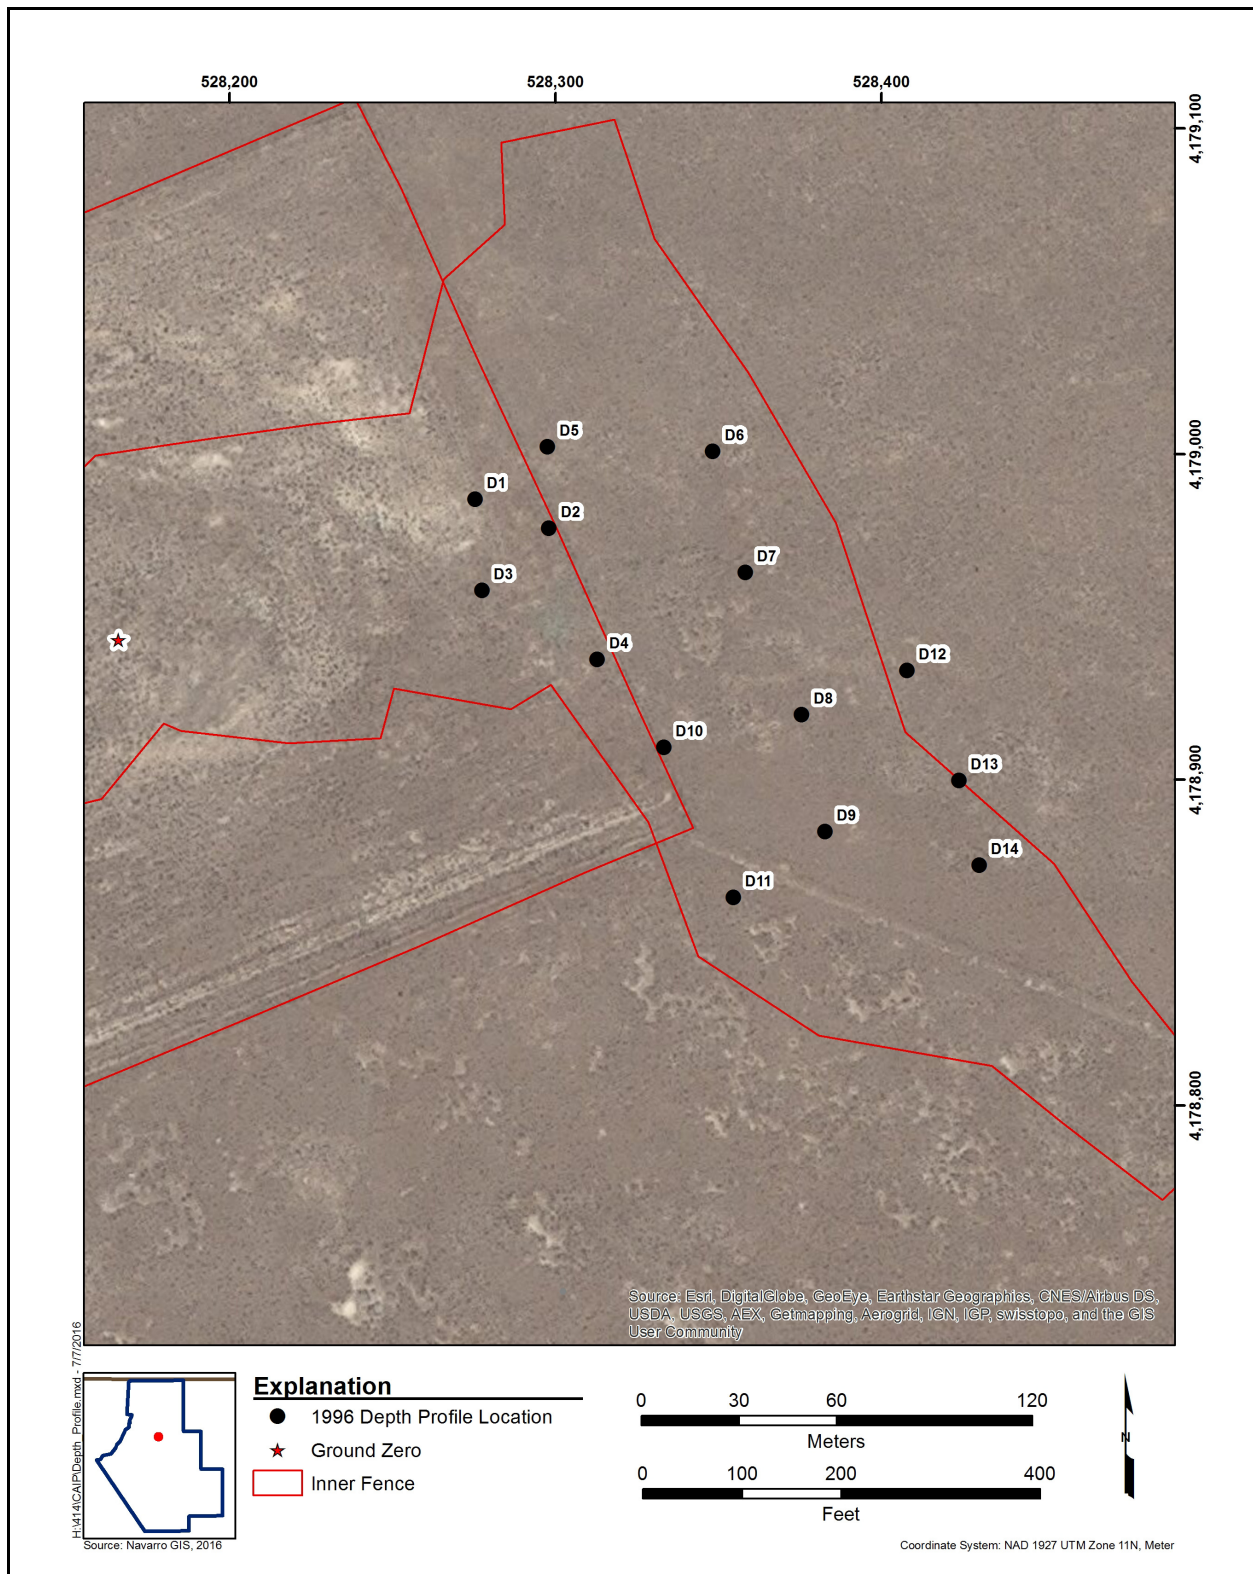 528,200
528,300
528,400
4,179,100
4,179,000
4,178,900
4,178,800
D5
D6
D1
D2
D7
D3
D4
D12
D8
D10
D13
D9
D14
D11
Source: Esri, DigitalGlobe, GeoEye, Earthstar Geographics, CNES/Airbus DS,
USDA, USGS, AEX, Getmapping, Aerogrid, IGN, IGP, swisstopo, and the GIS
User Community
H:\414\CAIP\Depth_Profile.mxd - 7/7/2016
Explanation
1996 Depth Profile Location
Ground Zero
Inner Fence
0 30 60 120
Meters
0 100 200 400
Feet
N
Source: Navarro GIS, 2016
Coordinate System: NAD 1927 UTM Zone 11N, Meter